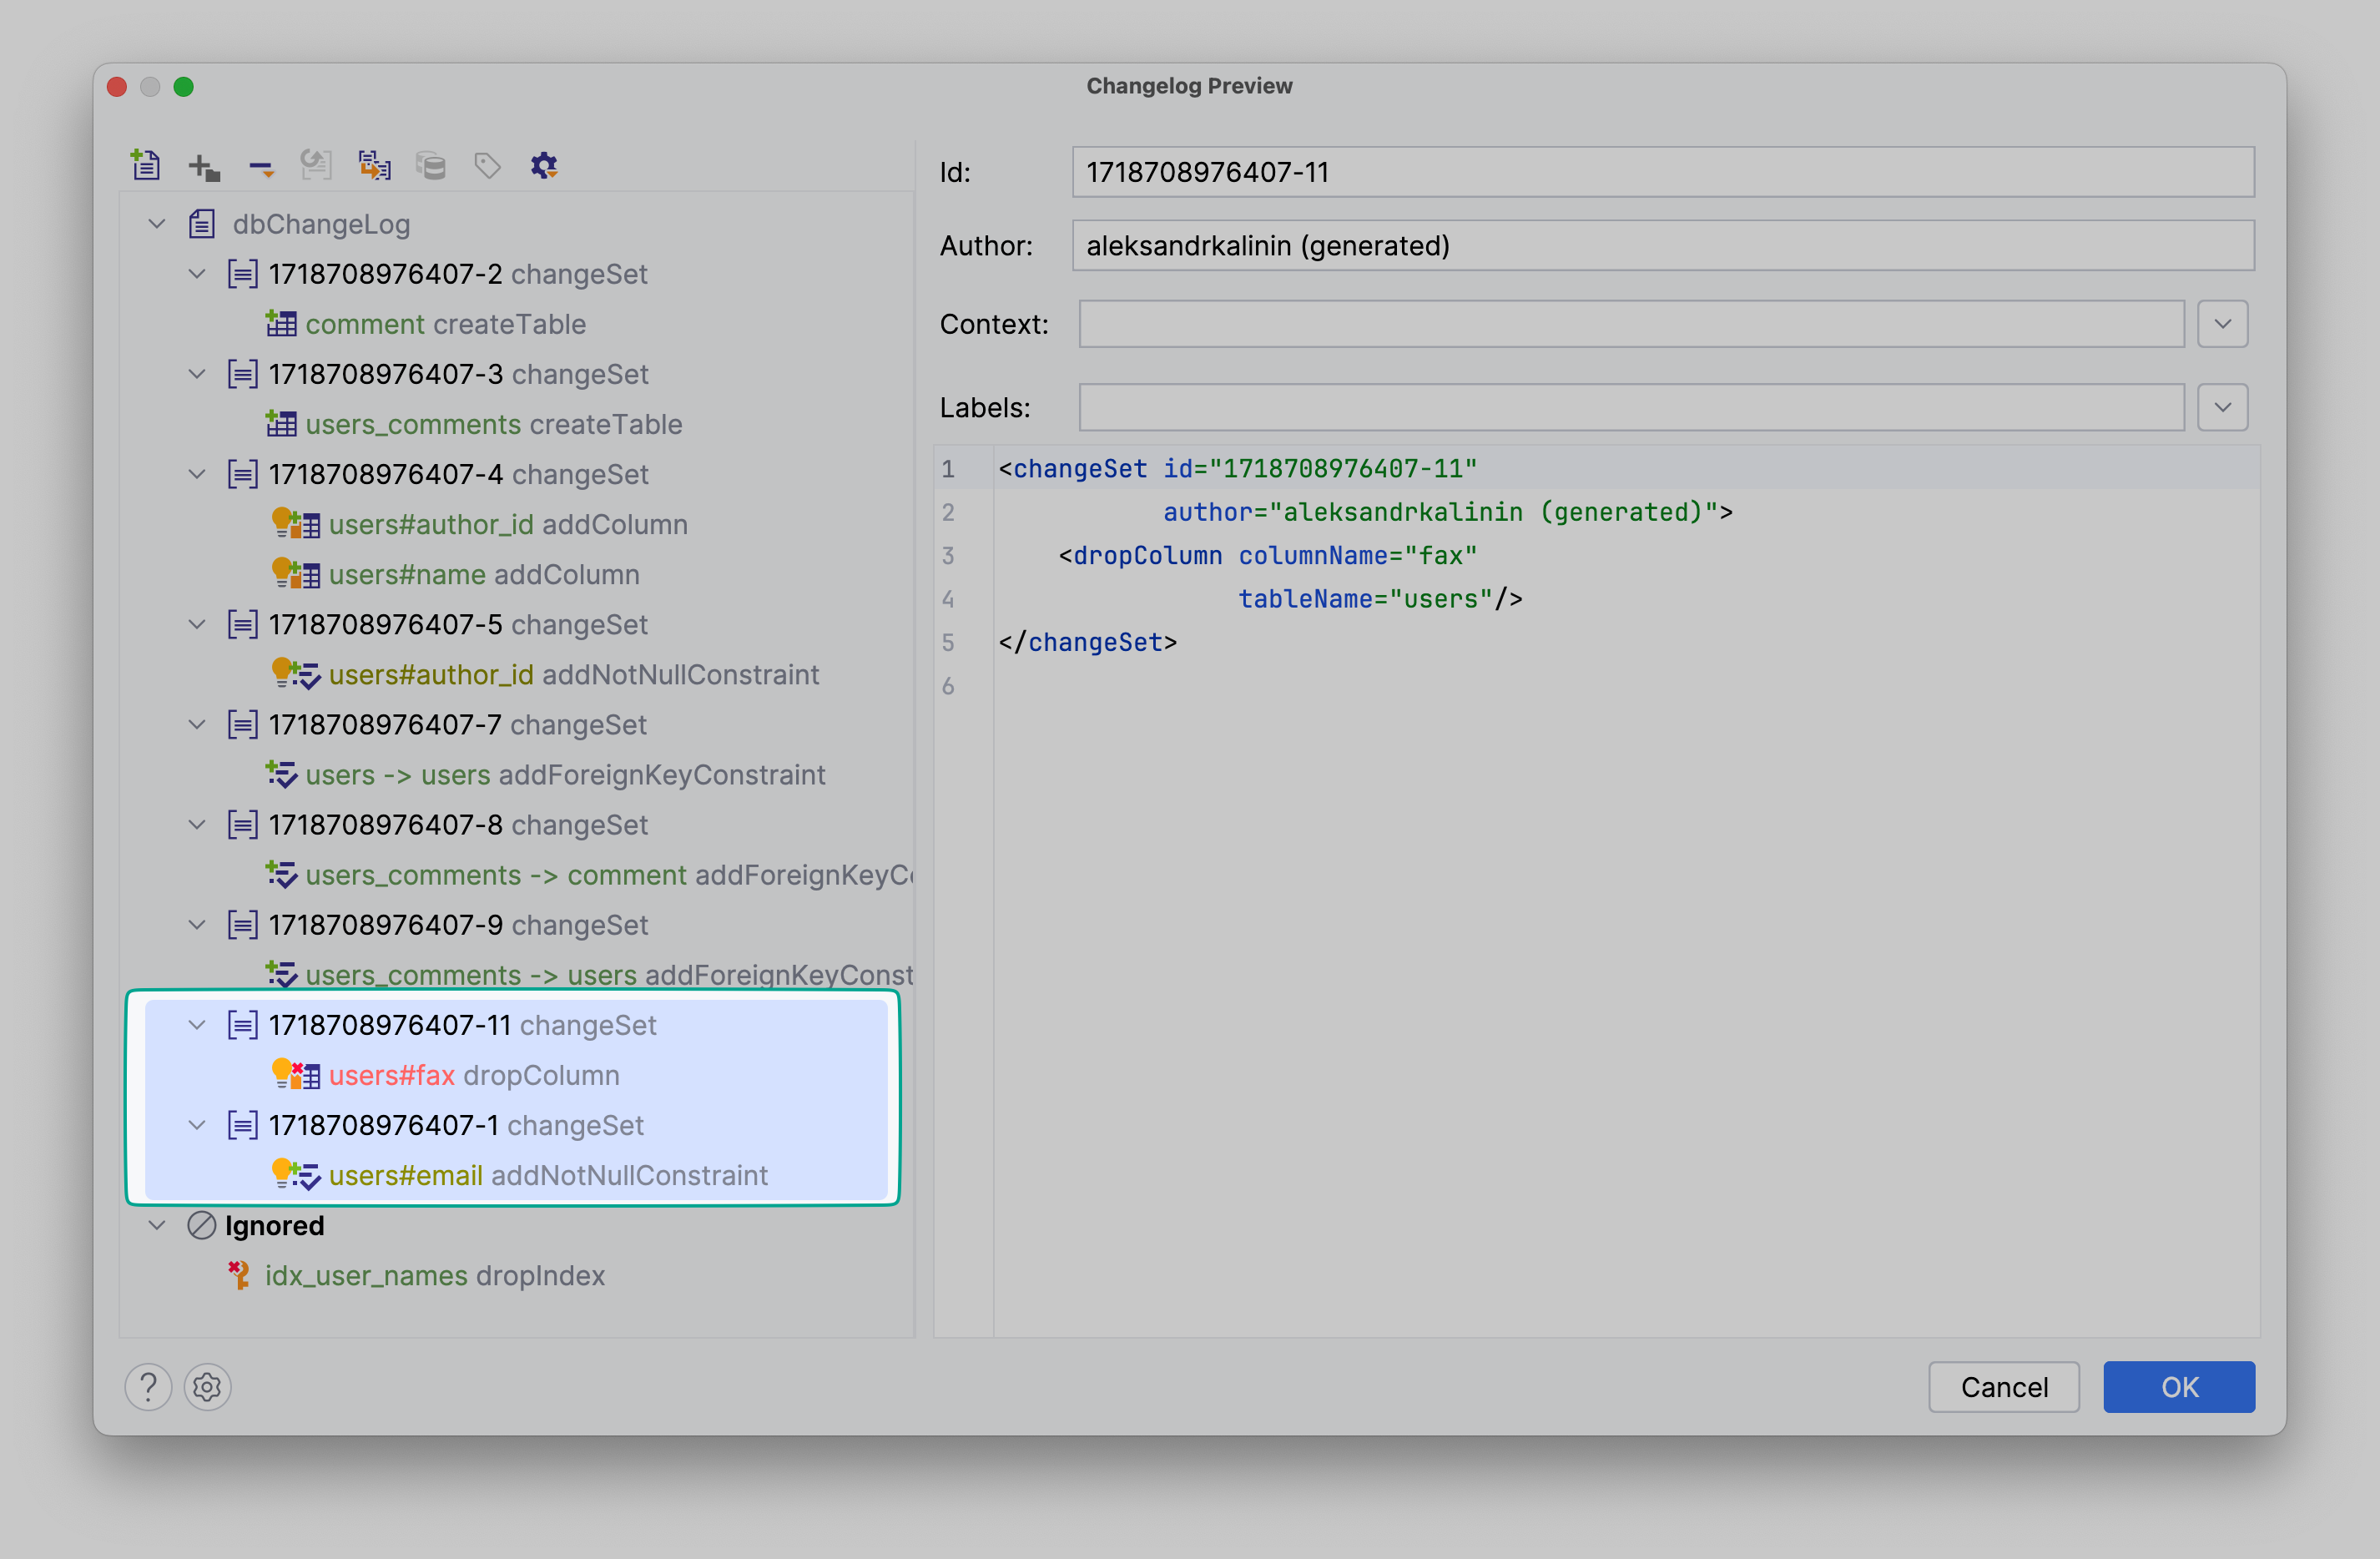 Changelog Preview
dbChangeLog
1718708976407-2 changeSet
comment createTable
1718708976407-3 changeSet
users_comments createTable
1718708976407-4 changeSet
users#author_id addColumn
users#name addColumn
1718708976407-5 changeSet
users#author_id addNotNullConstraint
1718708976407-7 changeSet
users -> users addForeignKeyConstraint
1718708976407-8 changeSet
users_comments -> comment addForeignKeyC
1718708976407-9 changeSet
users_comments -> users addForeignKeyConst
1718708976407-11 changeSet
users#fax dropColumn
1718708976407-1 changeSet
users#email addNotNullConstraint
Ignored
idx_user_names dropIndex
Id: 1718708976407-11
Author: aleksandrkalinin (generated)
Context:
Labels:
1 <changeSet id="1718708976407-11"
2 author="aleksandrkalinin (generated)">
3 <dropColumn columnName="fax"
4 tableName="users"/>
5 </changeSet>
6
?
Cancel
OK